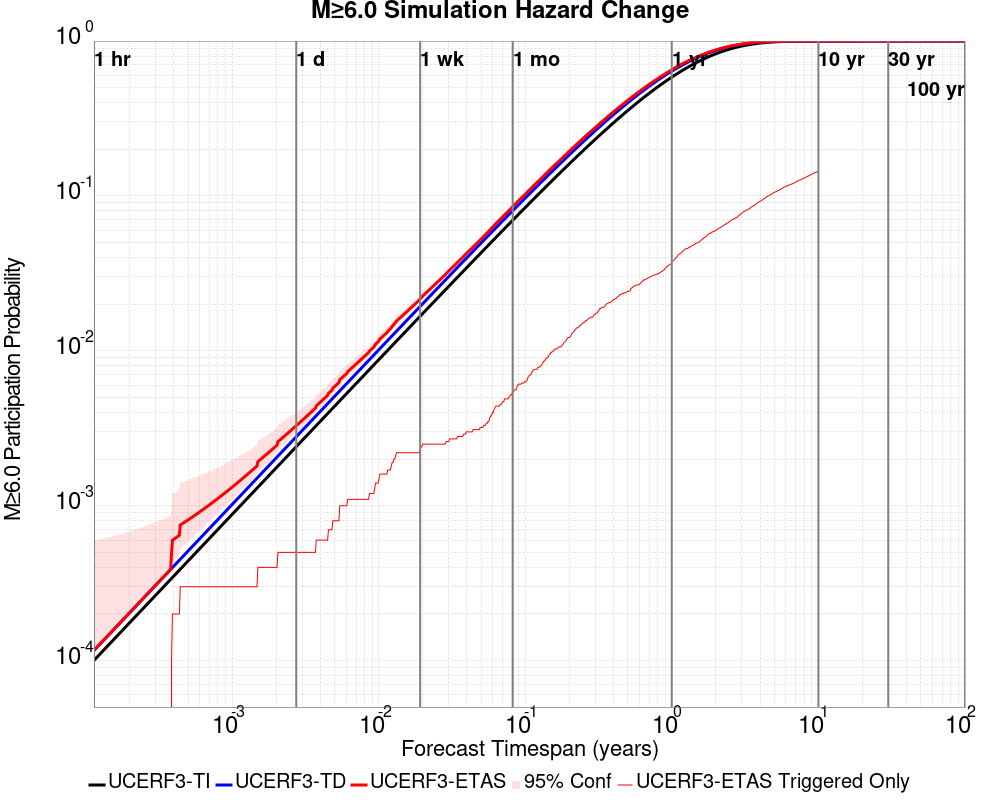 M≥6.0 Simulation Hazard Change
10^0
1 hr
1 d
1 wk
1 mo
1 yr
10 yr
30 yr
100 yr
10^-1
10^-2
10^-3
10^-4
M≥6.0 Participation Probability
10^-3
10^-2
10^-1
10^0
10^1
10^2
Forecast Timespan (years)
UCERF3-TI
UCERF3-TD
UCERF3-ETAS
95% Conf
UCERF3-ETAS Triggered Only